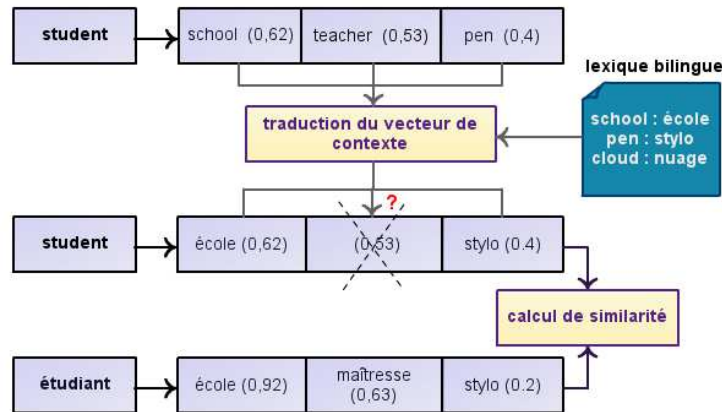 student
school (0,62)
teacher (0,53)
pen (0,4)
lexique bilingue
school : école
pen : stylo
cloud : nuage
traduction du vecteur de
contexte
?
student
école (0,62)
(0,53)
stylo (0.4)
calcul de similarité
étudiant
école (0,92)
maîtresse
(0,63)
stylo (0.2)